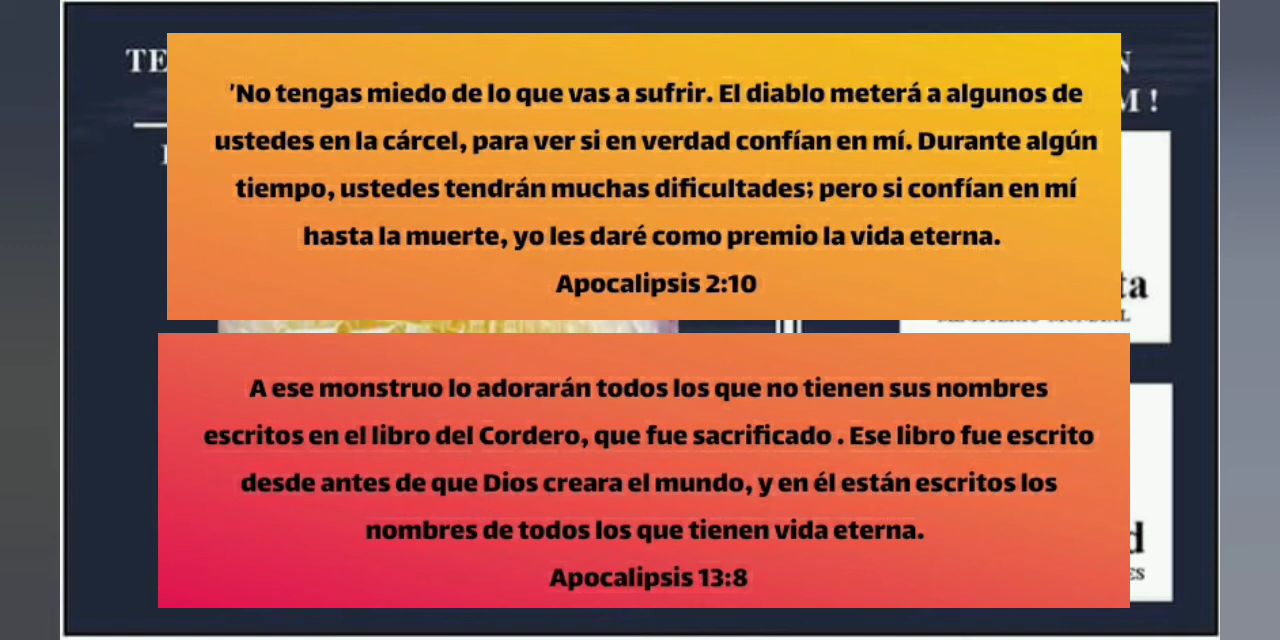 'No tengas miedo de lo que vas a sufrir. El diablo meterá a algunos de
ustedes en la cárcel, para ver si en verdad confían en mí. Durante algún
tiempo, ustedes tendrán muchas dificultades; pero si confían en mí
hasta la muerte, yo les daré como premio la vida eterna.
Apocalipsis 2:10
A ese monstruo lo adorarán todos los que no tienen sus nombres
escritos en el libro del Cordero, que fue sacrificado . Ese libro fue escrito
desde antes de que Dios creara el mundo, y en él están escritos los
nombres de todos los que tienen vida eterna.
Apocalipsis 13:8